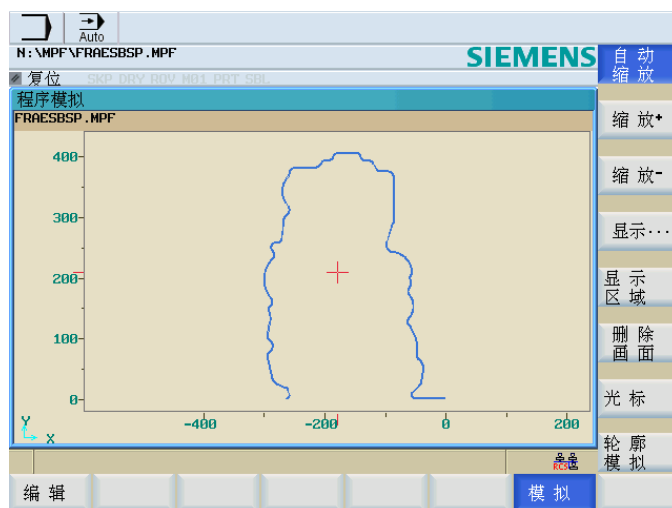 Auto
N:\MPF\FRAESBSP.MPF
SIEMENS
自动
缩放
复位
SKP DRY ROV M01 PRT SBL
程序模拟
FRAESBSP.MPF
缩放+
缩放-
显示···
显示
区域
删除
画面
光标
轮廓
模拟
400
300
200
100
0
-400
-200
0
200
Y
X
RCS
编辑
模拟